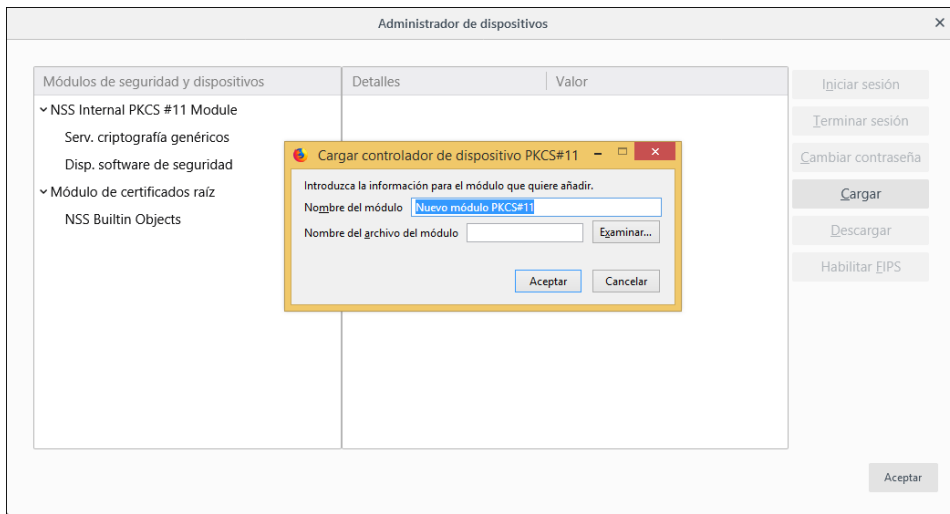 Administrador de dispositivos
Módulos de seguridad y dispositivos
Detalles
Valor
NSS Internal PKCS #11 Module
Serv. criptografía genéricos
Disp. software de seguridad
Módulo de certificados raíz
NSS Builtin Objects
Iniciar sesión
Terminar sesión
Cambiar contraseña
Cargar
Descargar
Habilitar FIPS
Cargar controlador de dispositivo PKCS#11
Introduzca la información para el módulo que quiere añadir.
Nombre del módulo Nuevo módulo PKCS#11
Nombre del archivo del módulo Examinar...
Aceptar Cancelar
Aceptar